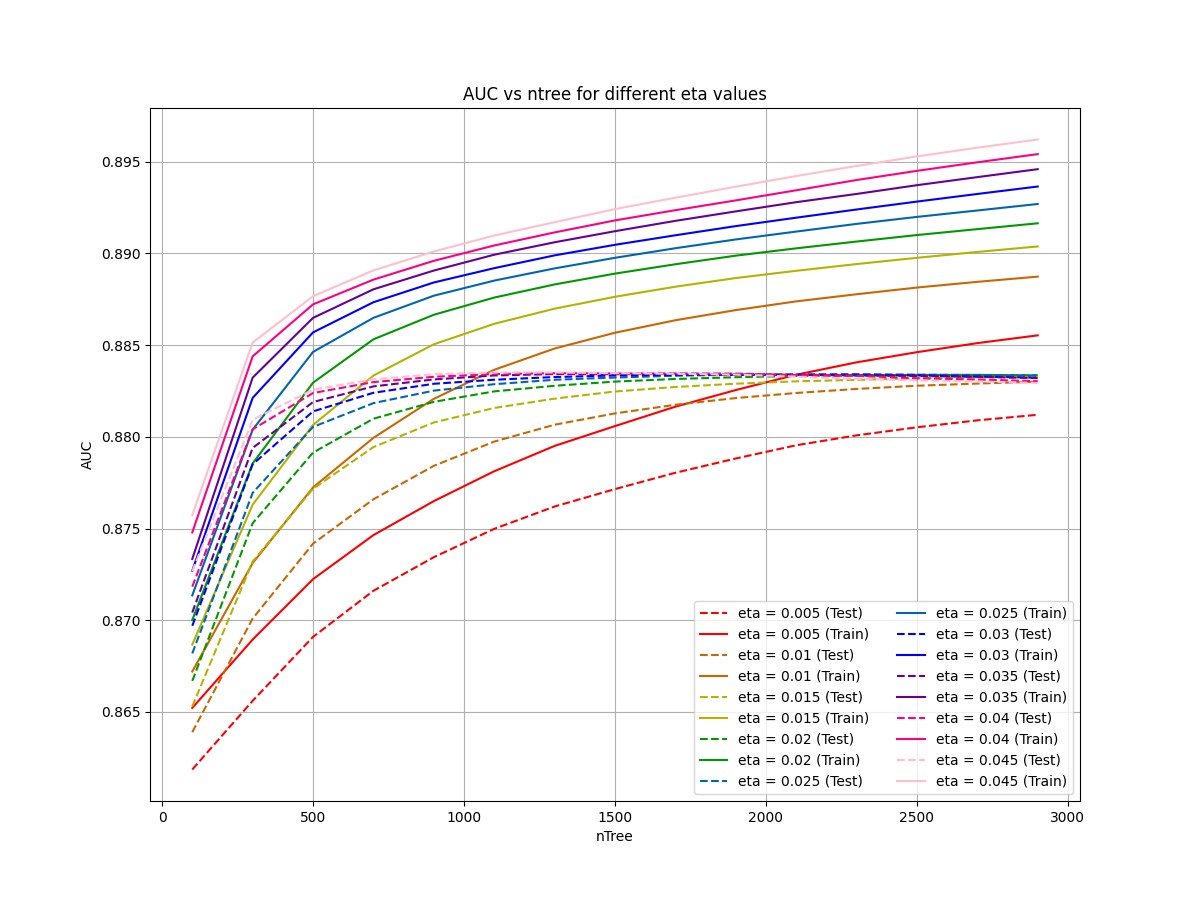 AUC vs ntree for different eta values
AUC
0.895
0.890
0.885
0.880
0.875
0.870
0.865
0
500
1000
1500
2000
2500
3000
nTree
eta = 0.005 (Test)
eta = 0.005 (Train)
eta = 0.01 (Test)
eta = 0.01 (Train)
eta = 0.015 (Test)
eta = 0.015 (Train)
eta = 0.02 (Test)
eta = 0.02 (Train)
eta = 0.025 (Test)
eta = 0.025 (Train)
eta = 0.03 (Test)
eta = 0.03 (Train)
eta = 0.035 (Test)
eta = 0.035 (Train)
eta = 0.04 (Test)
eta = 0.04 (Train)
eta = 0.045 (Test)
eta = 0.045 (Train)